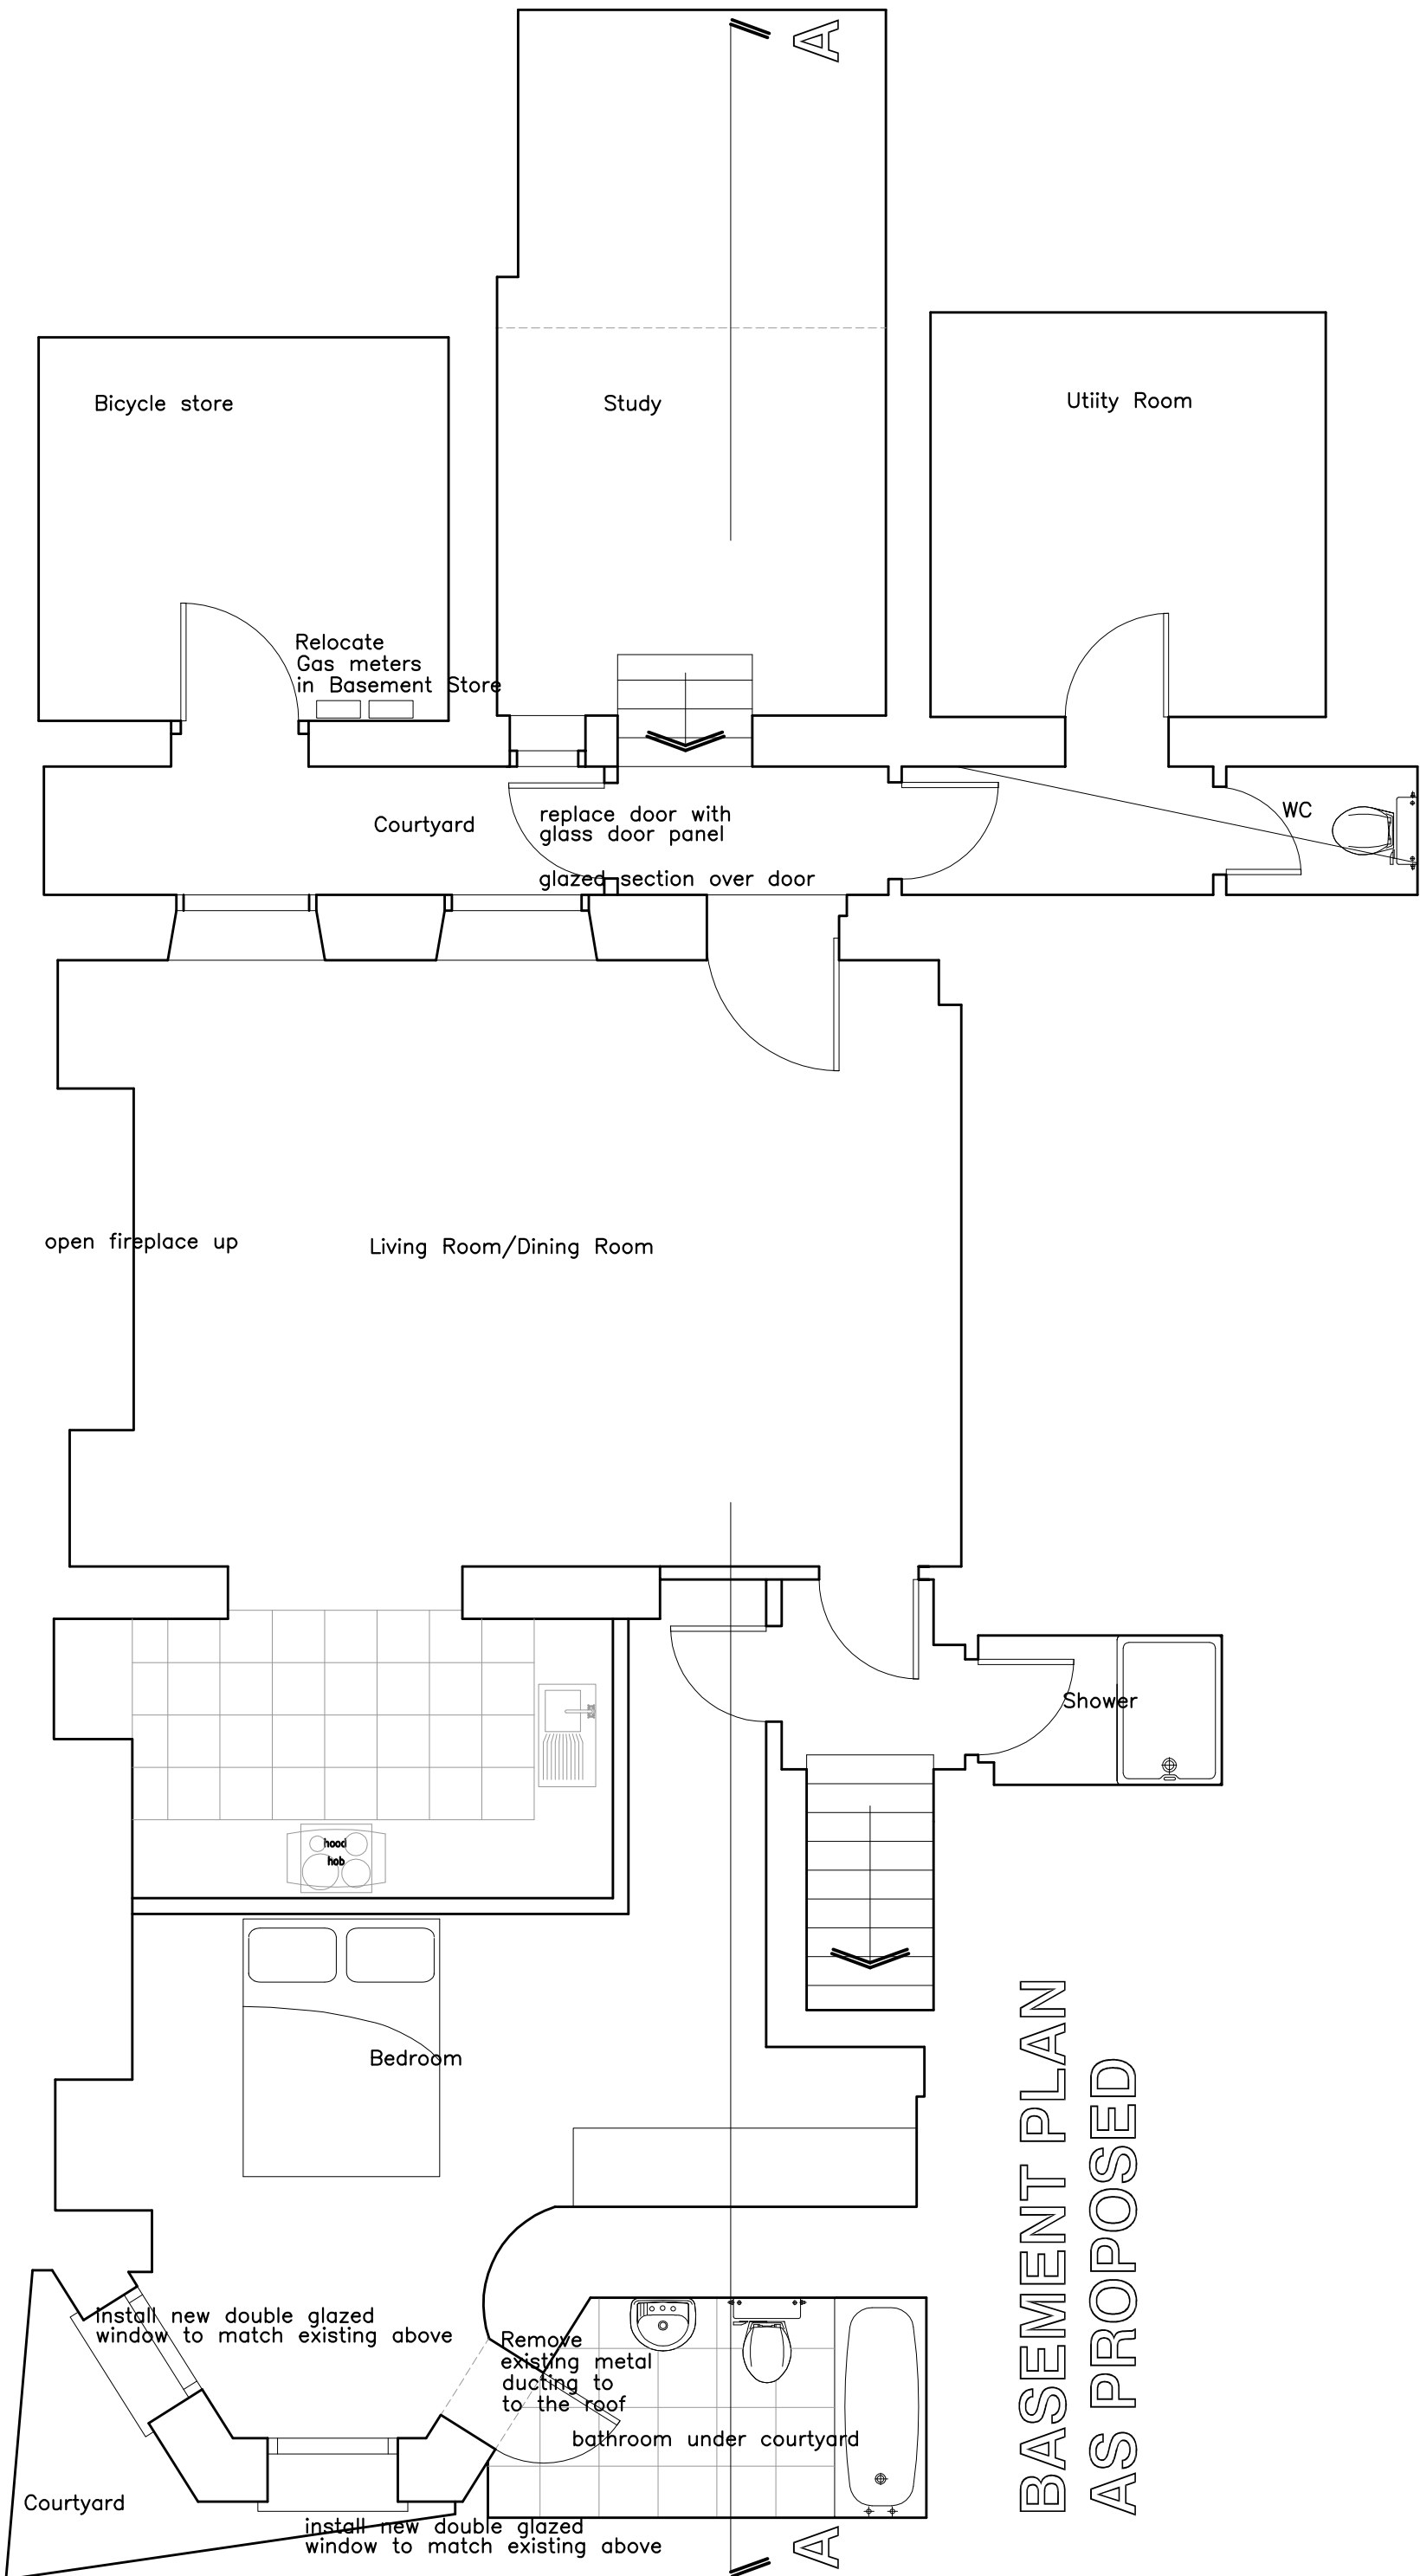 A
Bicycle store
Study
Utiity Room
Relocate
Gas meters
in Basement Store
Courtyard
replace door with
glass door panel
glazed section over door
WC
open fireplace up
Living Room/Dining Room
Shower
hood
hob
Bedroom
install new double glazed
window to match existing above
Remove
existing metal
ducting to
to the roof
bathroom under courtyard
Courtyard
install new double glazed
window to match existing above
A
BASEMENT PLAN
AS PROPOSED